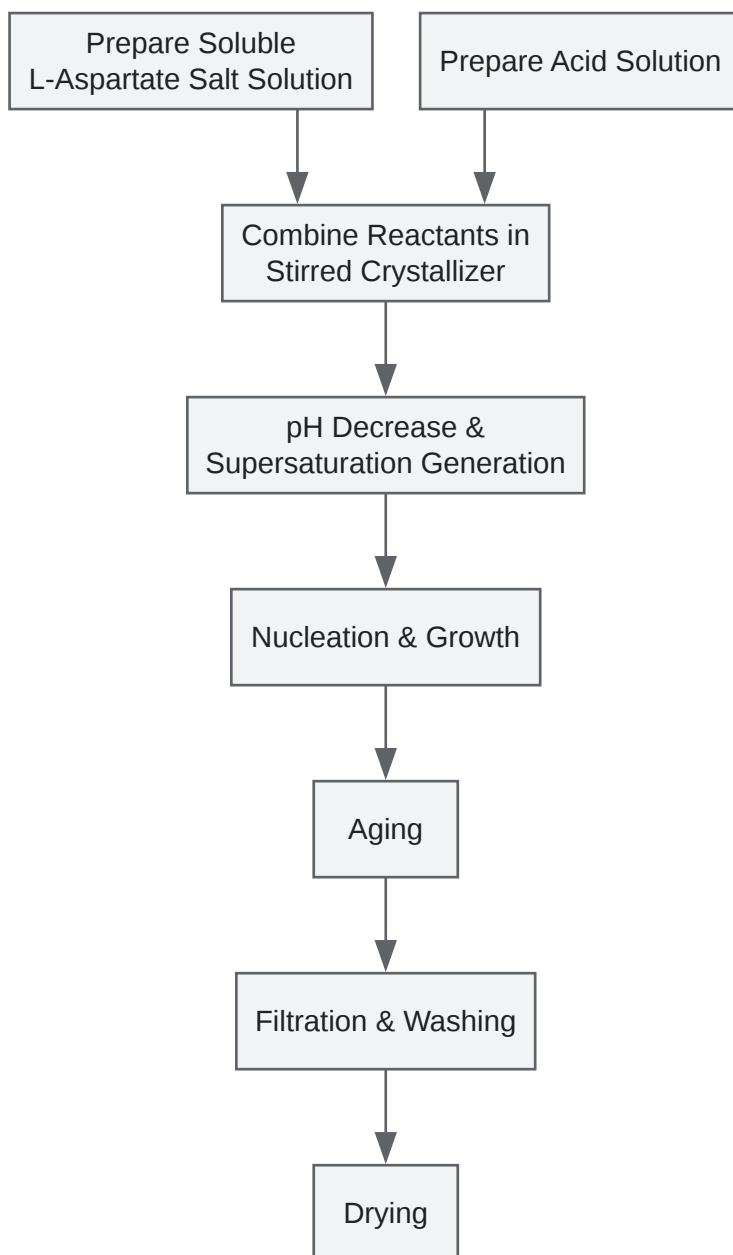 Prepare Soluble
L-Aspartate Salt Solution
Prepare Acid Solution
Combine Reactants in
Stirred Crystallizer
pH Decrease &
Supersaturation Generation
Nucleation & Growth
Aging
Filtration & Washing
Drying